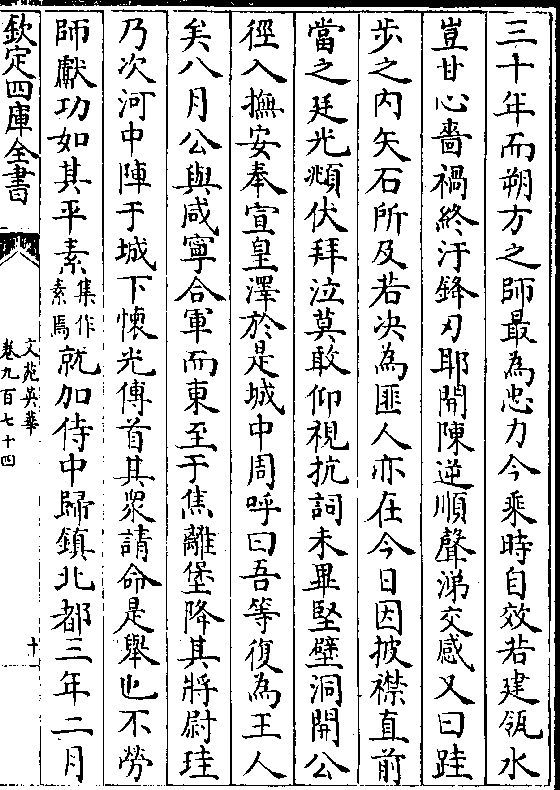 三十年而朔方之師最為忠力今乘時自效若建瓴水
豈甘心嗇禍終汙鋒刃耶開陳逆順聲涕交感又曰跬
步之内矢石所及若决為匪人亦在今日因披襟直前
當之廷光頫伏拜泣莫敢仰視抗詞未畢堅壁洞開公
徑入撫安奉宣皇澤於是城中周呼曰吾等復為王人
矣八月公與咸寧合軍而東至于焦離堡降其將尉珪
乃次河中陣于城下懷光傳首其衆請命是舉也不勞
師獻功如其平素集作素焉就加侍中歸鎮北都三年二月
欽定四庫全書
文苑英華
卷九百七十四
十